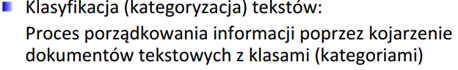 Klasyfikacja (kategoryzacja) tekstów:
Proces porządkowania informacji poprzez kojarzenie
dokumentów tekstowych z klasami (kategoriami)